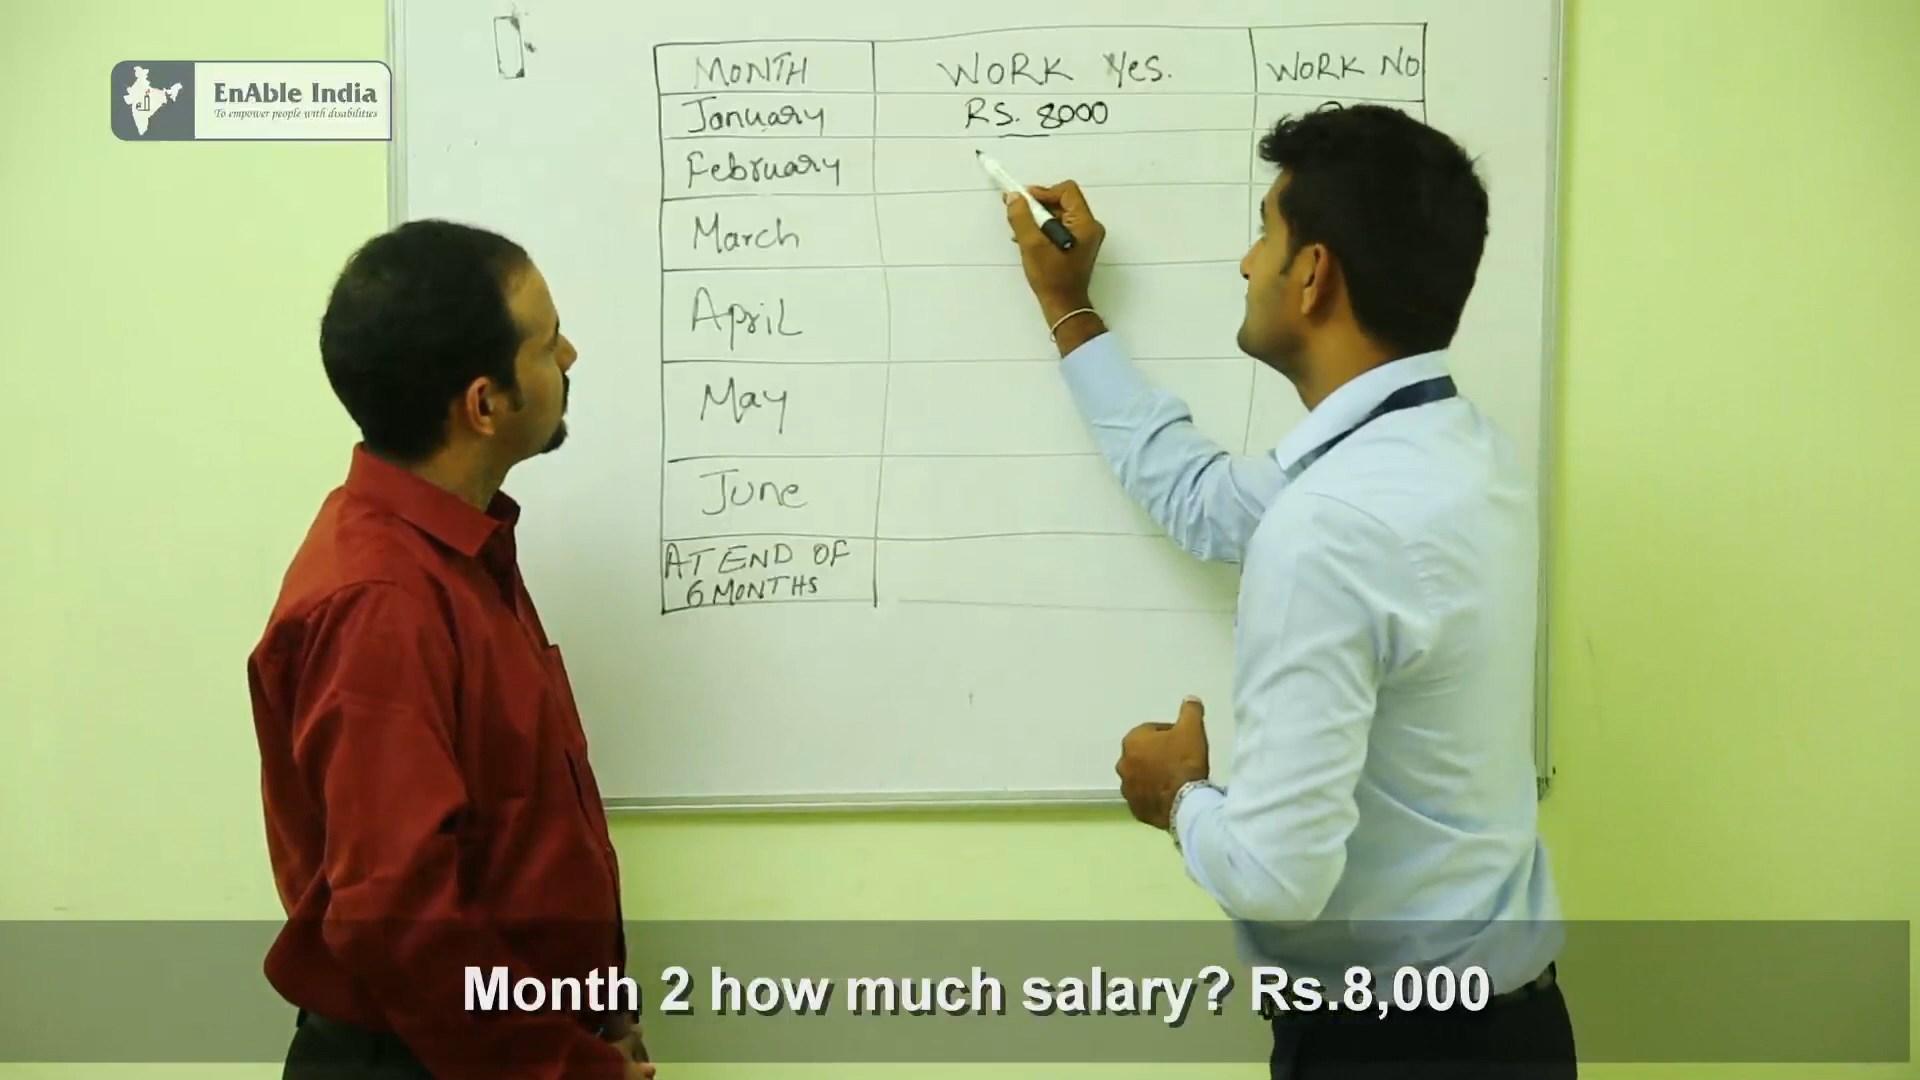 EnAble India
To empower people with disabilities
MONTH WORK Yes. WORK NO
January RS. 8000
February
March
April
May
June
AT END OF
6 MONTHS
Month 2 how much salary? Rs.8,000